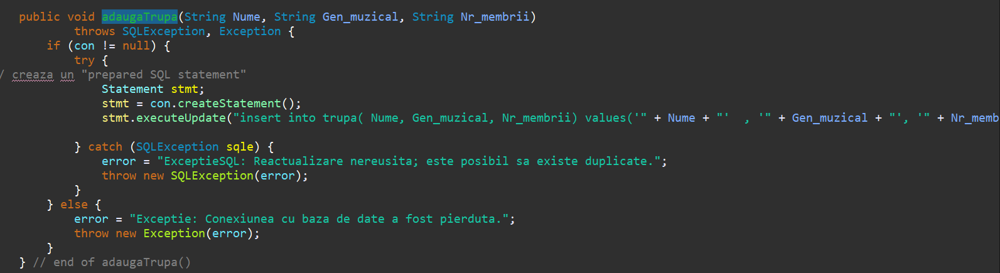 public void adaugaTrupa(String Nume, String Gen_muzical, String Nr_membrii)
throws SQLException, Exception {
if (con != null) {
try {
/ creaza un "prepared SQL statement"
Statement stmt;
stmt = con.createStatement();
stmt.executeUpdate("insert into trupa( Nume, Gen_muzical, Nr_membrii) values('" + Nume + "'  , '" + Gen_muzical + "', '" + Nr_memb
} catch (SQLException sqle) {
error = "ExceptieSQL: Reactualizare nereusita; este posibil sa existe duplicate.";
throw new SQLException(error);
}
} else {
error = "Exceptie: Conexiunea cu baza de date a fost pierduta.";
throw new Exception(error);
}
} // end of adaugaTrupa()